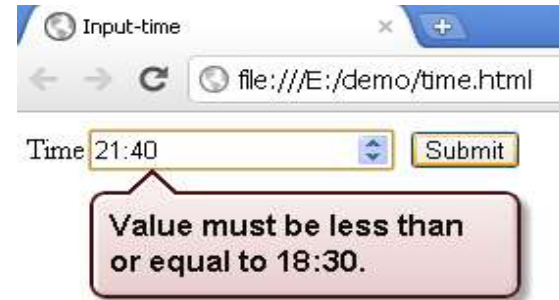 Input-time
file:///E:/demo/time.html
Time 21:40 Submit
Value must be less than
or equal to 18:30.